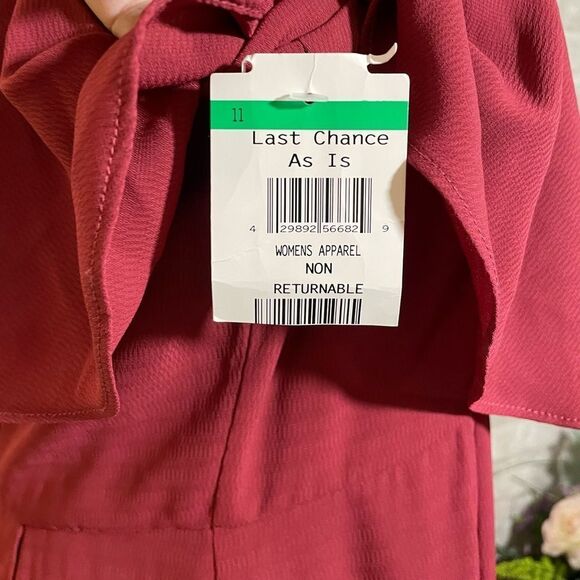 11
Last Chance
As Is
4 29892 56682 9
WOMENS APPAREL
NON
RETURNABLE